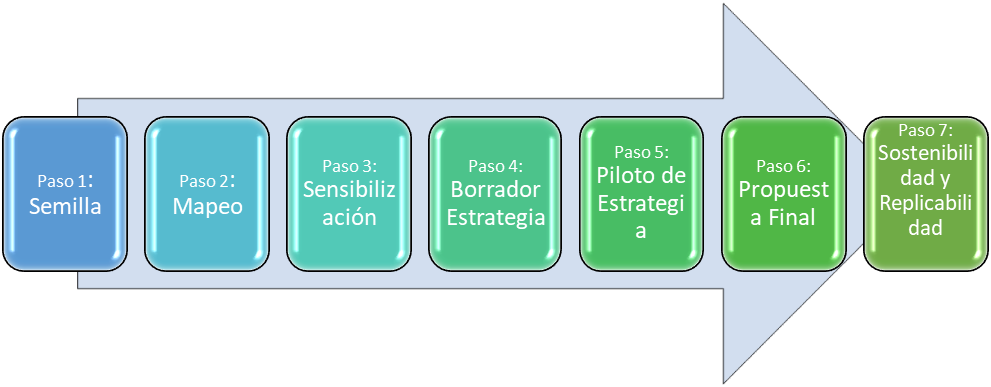 Paso 1:
Semilla
Paso 2:
Mapeo
Paso 3:
Sensibiliz
ación
Paso 4:
Borrador
Estrategia
Paso 5:
Piloto de
Estrategi
a
Paso 6:
Propuest
a Final
Paso 7:
Sostenibili
dad y
Replicabili
dad